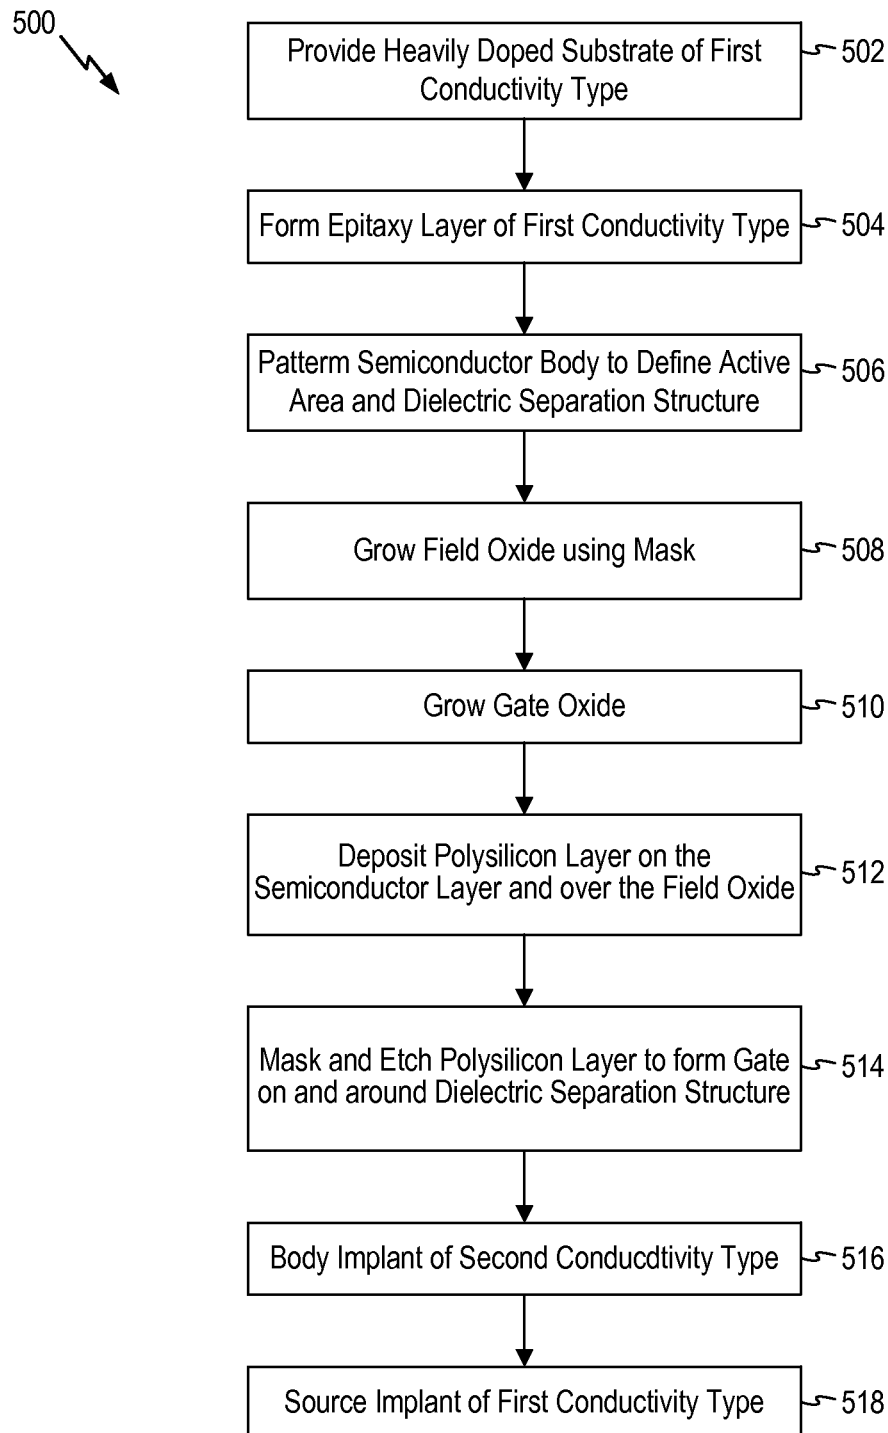 500
Provide Heavily Doped Substrate of First
Conductivity Type
502
Form Epitaxy Layer of First Conductivity Type
504
Patterm Semiconductor Body to Define Active
Area and Dielectric Separation Structure
506
Grow Field Oxide using Mask
508
Grow Gate Oxide
510
Deposit Polysilicon Layer on the
Semiconductor Layer and over the Field Oxide
512
Mask and Etch Polysilicon Layer to form Gate
on and around Dielectric Separation Structure
514
Body Implant of Second Conducdtivity Type
516
Source Implant of First Conductivity Type
518